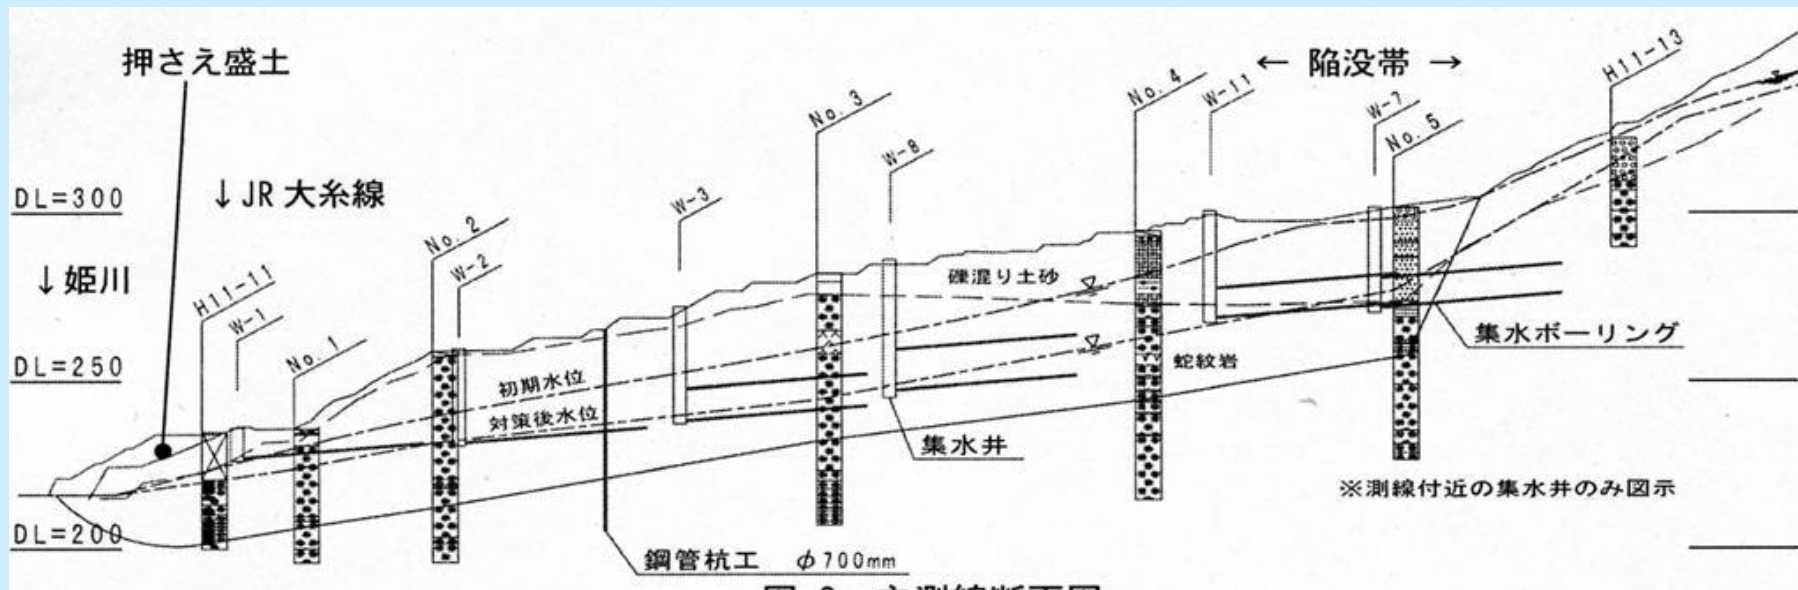 押さえ盛土
← 陥没帯 →
H11-13
No. 4
W-11
No. 3
W-7
No. 5
W-8
DL=300
↓JR 大糸線
W-3
No. 2
W-2
↓姫川
H11-11
W-1
No. 1
礫混り土砂
▽
集水ボーリング
▽
蛇紋岩
DL=250
初期水位
対策後水位
集水井
※測線付近の集水井のみ図示
DL=200
鋼管杭工 φ700mm